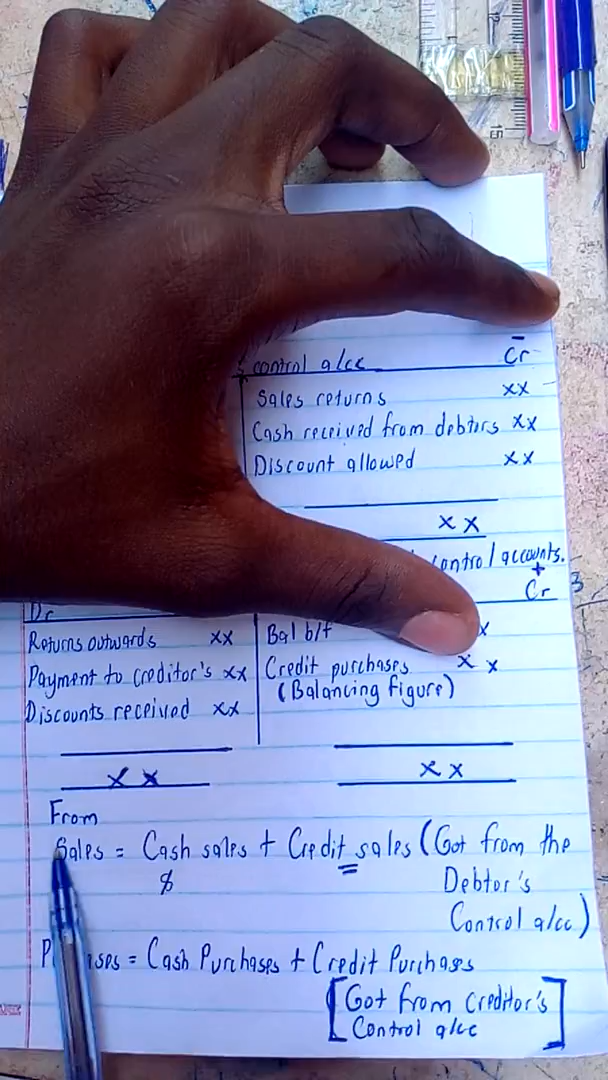 control a/cc Cr
Sales returns xx
Cash received from debtors xx
Discount allowed xx
xx
control accounts.
+
Dr Cr
Returns outwards xx Bal b/f x
Payment to creditor's xx Credit purchases x x
(Balancing figure)
Discounts received xx
x x x x
From
Sales = Cash sales + Credit sales (Got from the
$ Debtor's
Control a/cc)
= Cash Purchases + Credit Purchases
[Got from creditor's
Control a/cc]